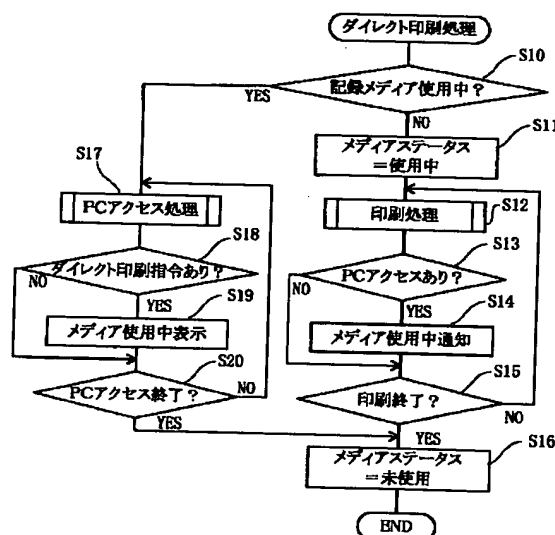 ダイレクト印刷処理
S10
記録メディア使用中？
YES
NO
S11
メディアステータス
＝使用中
S17
PCアクセス処理
S12
印刷処理
S18
ダイレクト印刷指令あり？
NO
YES
S13
PCアクセスあり？
NO
YES
S19
メディア使用中表示
S14
メディア使用中通知
S20
PCアクセス終了？
NO
YES
S15
印刷終了？
NO
YES
S16
メディアステータス
＝未使用
END